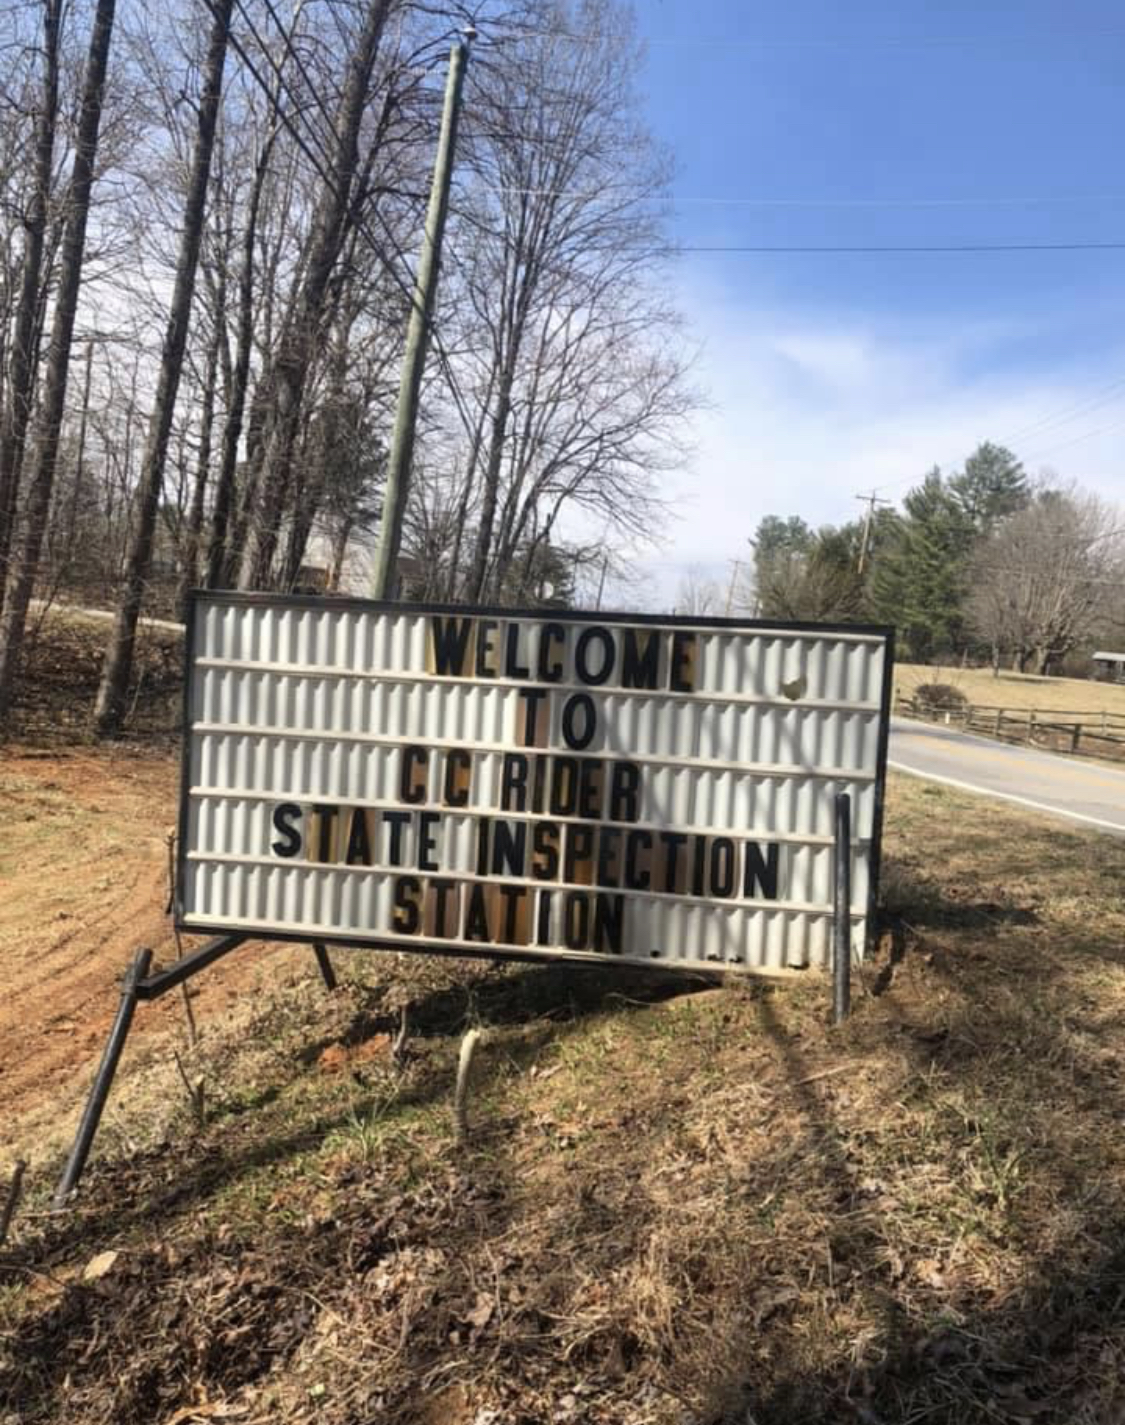 WELCOME
TO
CC RIDER
STATE INSPECTION
STATION